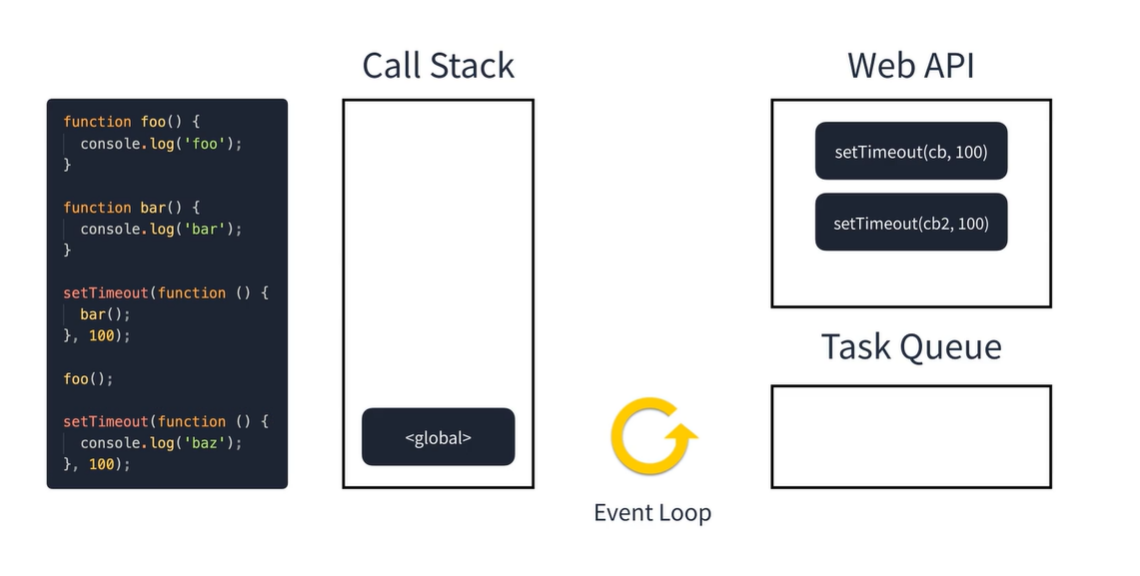 Call Stack
Web API
function foo() {
  console.log('foo');
}
function bar() {
  console.log('bar');
}
setTimeout(function () {
  bar();
}, 100);
foo();
setTimeout(function () {
  console.log('baz');
}, 100);
<global>
Event Loop
setTimeout(cb, 100)
setTimeout(cb2, 100)
Task Queue